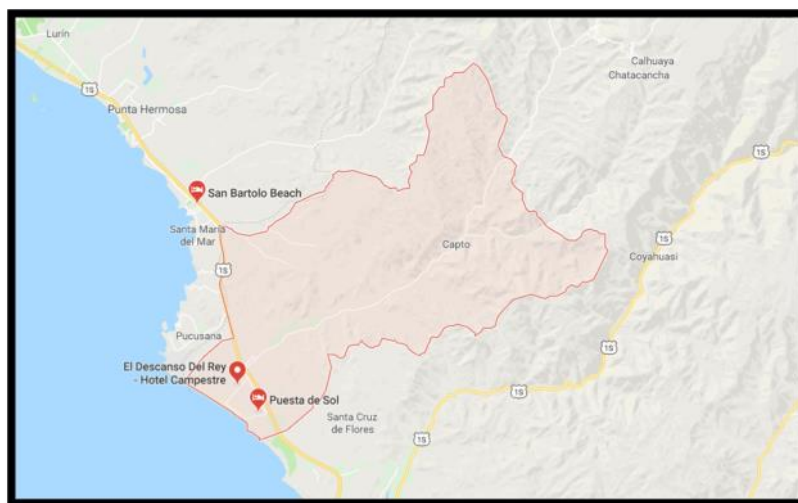 Lurín
15
Punta Hermosa
Calhuaya
Chatacancha
15
San Bartolo Beach
Santa María
del Mar
Capto
15
Coyahuasi
15
Pucusana
El Descanso Del Rey
- Hotel Campestre
15
Puesta de Sol
Santa Cruz
de Flores
15